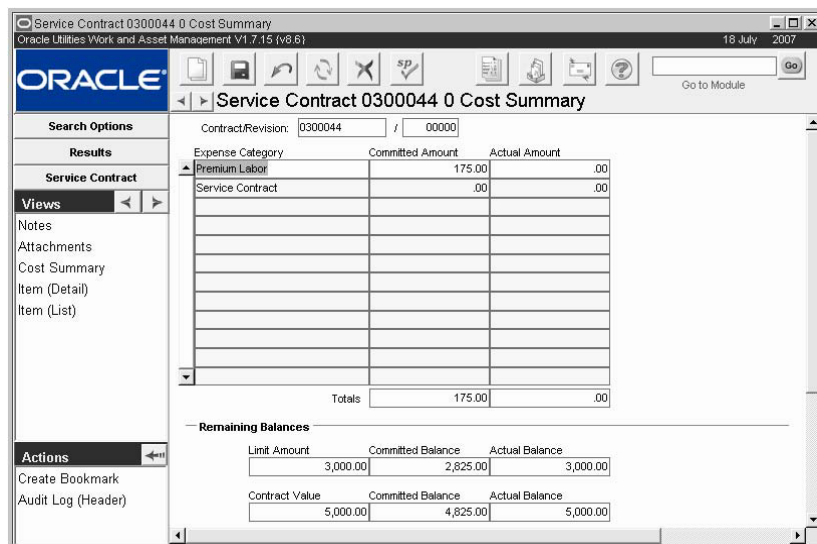 Service Contract 0300044 0 Cost Summary
Oracle Utilities Work and Asset Management V1.7.15 {v8.6} 18 July 2007
ORACLE
sp
Go
Go to Module
Service Contract 0300044 0 Cost Summary
Search Options
Results
Service Contract
Views
Notes
Attachments
Cost Summary
Item (Detail)
Item (List)
Actions
Create Bookmark
Audit Log (Header)
Contract/Revision: 0300044 / 00000
Expense Category Committed Amount Actual Amount
Premium Labor 175.00 .00
Service Contract .00 .00
Totals 175.00 .00
Remaining Balances
Limit Amount Committed Balance Actual Balance
3,000.00 2,825.00 3,000.00
Contract Value Committed Balance Actual Balance
5,000.00 4,825.00 5,000.00